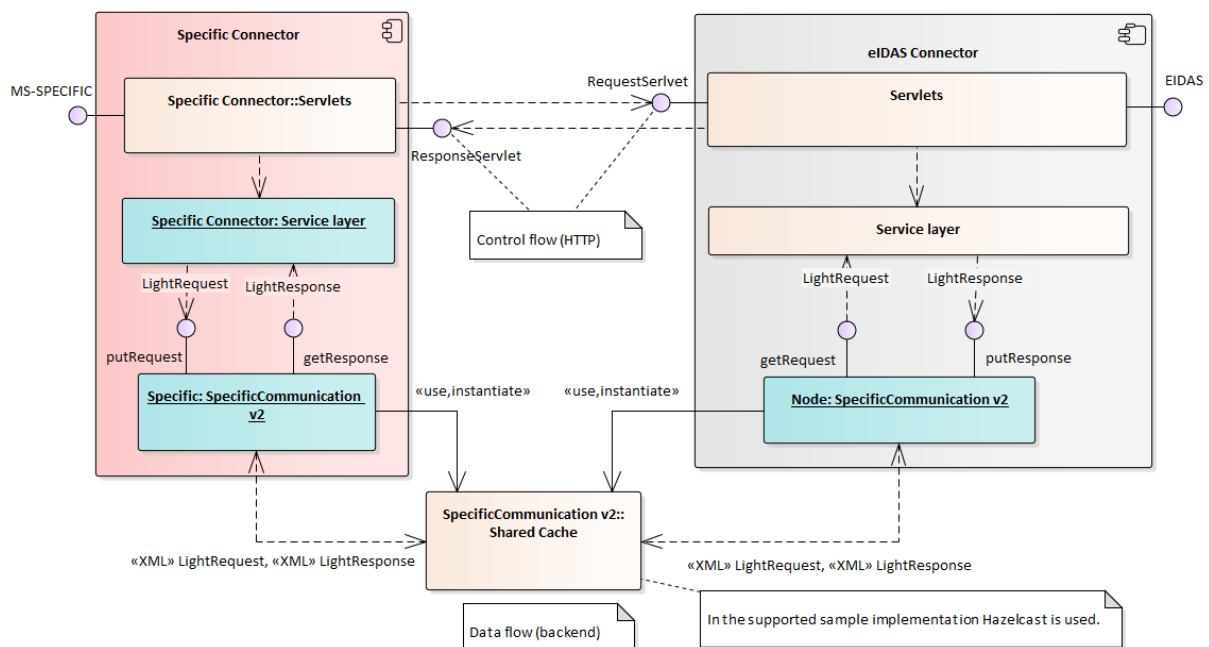 Specific Connector
eIDAS Connector
MS-SPECIFIC
RequestSerlvet
EIDAS
Specific Connector::Servlets
Servlets
ResponseServlet
Specific Connector: Service layer
Control flow (HTTP)
Service layer
LightRequest
LightResponse
LightRequest
LightResponse
putRequest
getResponse
getRequest
putResponse
Specific: SpecificCommunication
v2
«use,instantiate»
«use,instantiate»
Node: SpecificCommunication v2
SpecificCommunication v2::
Shared Cache
«XML» LightRequest, «XML» LightResponse
«XML» LightRequest, «XML» LightResponse
Data flow (backend)
In the supported sample implementation Hazelcast is used.